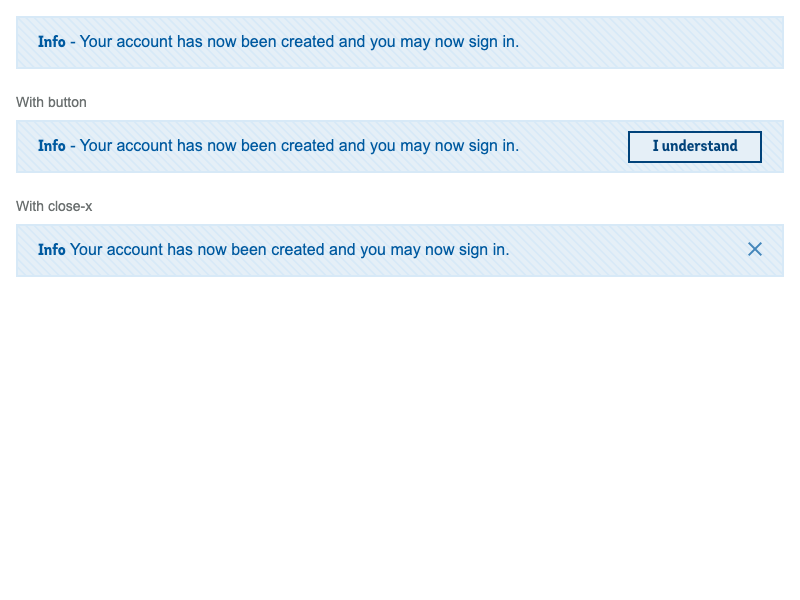 Info - Your account has now been created and you may now sign in.
With button
Info - Your account has now been created and you may now sign in.
I understand
With close-x
Info Your account has now been created and you may now sign in.